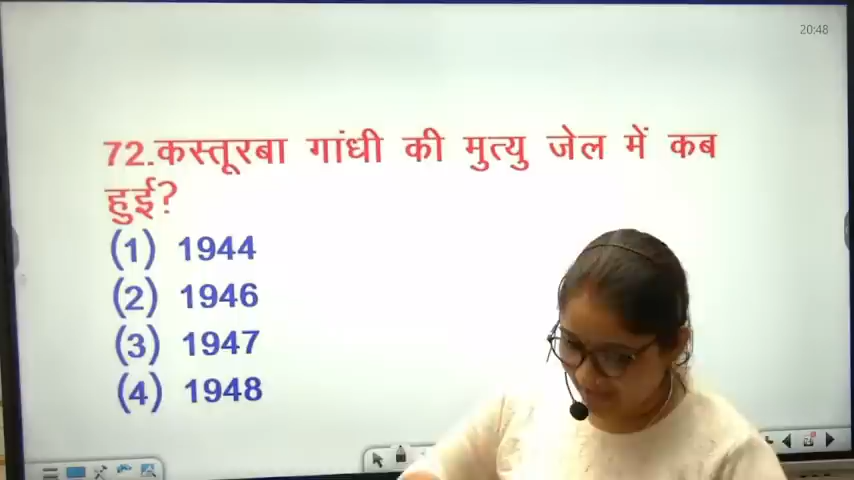 20:48
72.कस्तूरबा गांधी की मुत्यु जेल में कब
हुई?
(1) 1944
(2) 1946
(3) 1947
(4) 1948